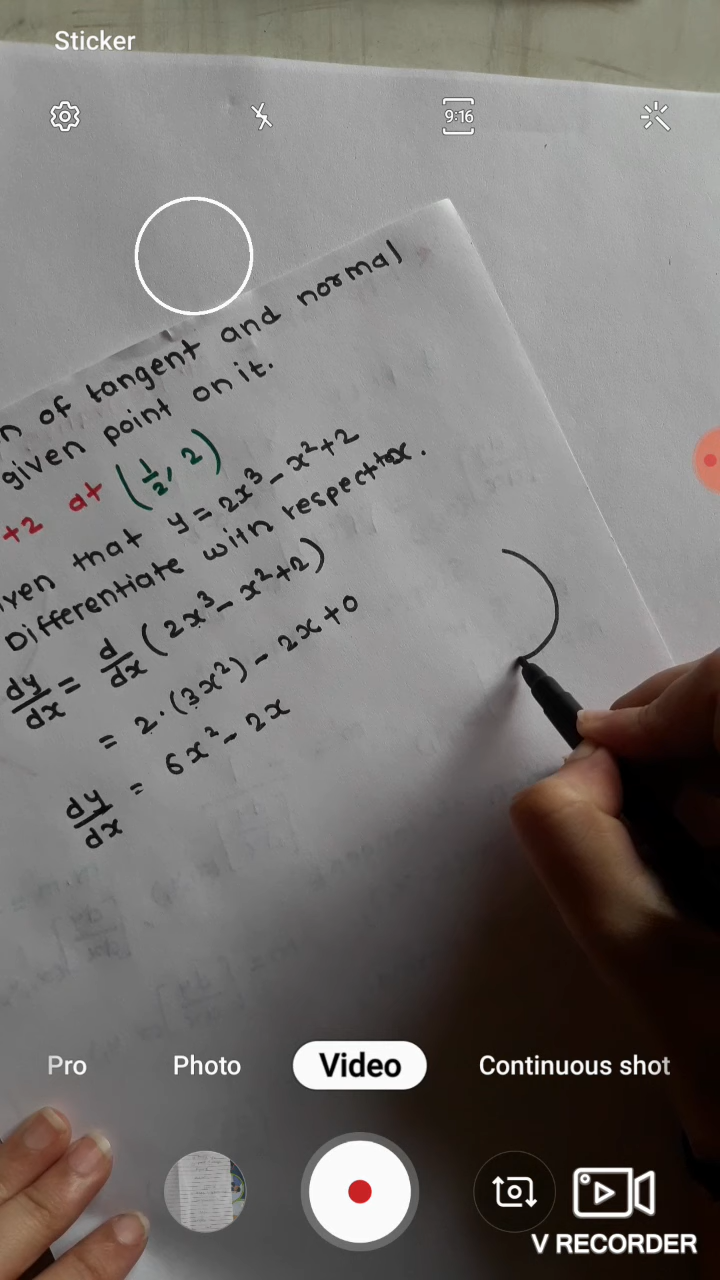 Sticker
9:16
n of tangent and normal
given point on it.
+2 at (1/2, 2)
iven that y = 2x³ - x² + 2
Differentiate with respect to x.
dy/dx = d/dx (2x³ - x² + 2)
= 2·(3x²) - 2x + 0
dy/dx = 6x² - 2x
Pro Photo Video Continuous shot
V RECORDER